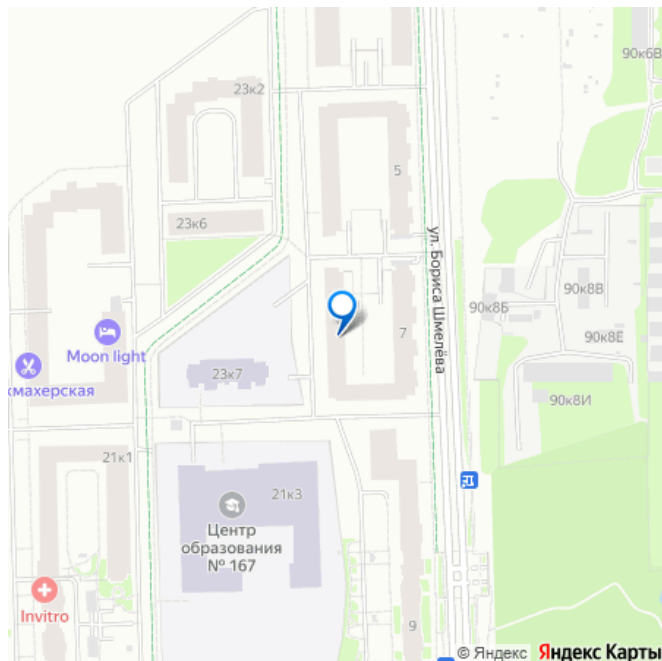 90к6В
23к2
5
23к6
ул. Бориса Шмелёва
90к8В
90к8Б
7
90к8Е
Moon light
23к7
кмахерская
90к8И
21к1
21к3
Центр
образования
№ 167
Invitro
9
© Яндекс Яндекс Карты